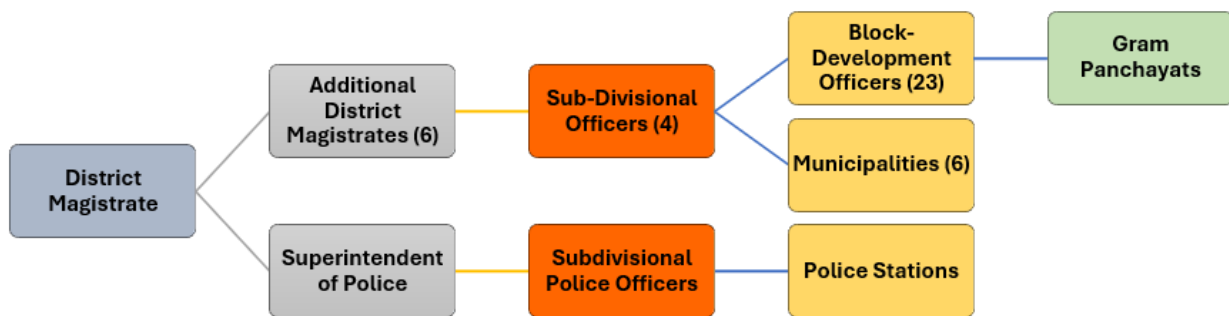 District
Magistrate
Additional
District
Magistrates (6)
Superintendent
of Police
Sub-Divisional
Officers (4)
Subdivisional
Police Officers
Block-
Development
Officers (23)
Municipalities (6)
Police Stations
Gram
Panchayats